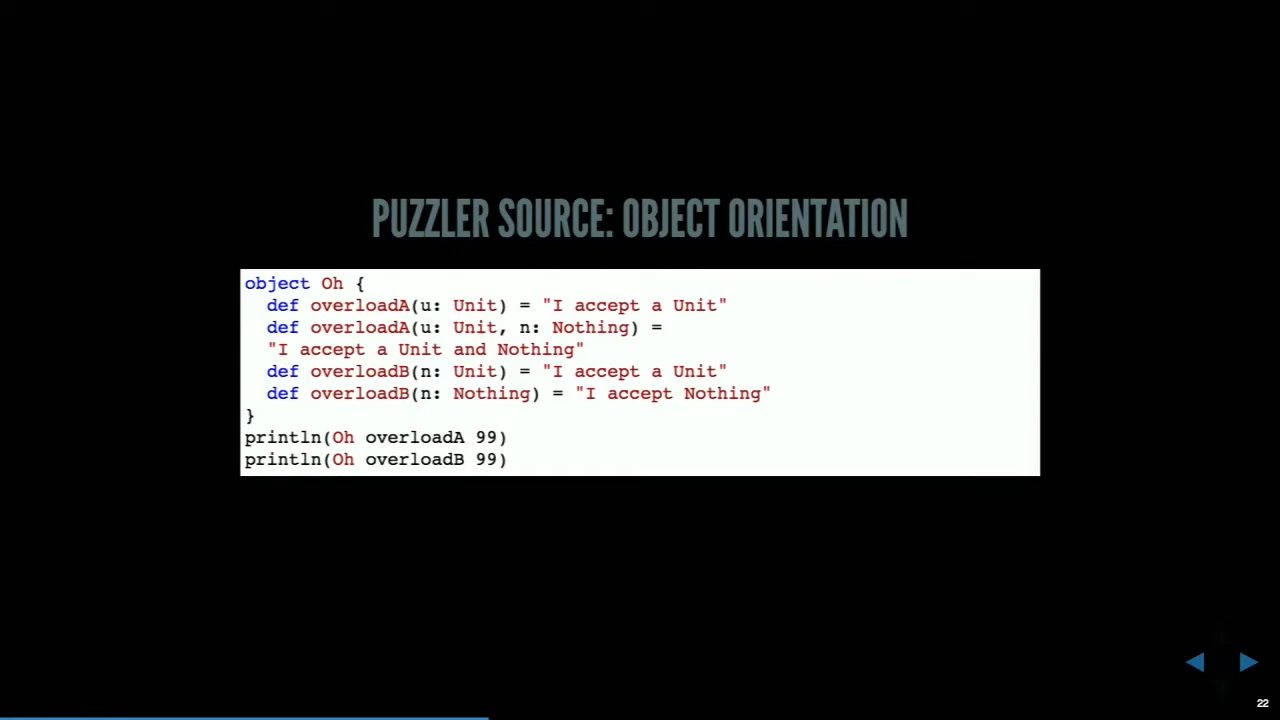 PUZZLER SOURCE: OBJECT ORIENTATION
object Oh {
  def overloadA(u: Unit) = "I accept a Unit"
  def overloadA(u: Unit, n: Nothing) =
  "I accept a Unit and Nothing"
  def overloadB(n: Unit) = "I accept a Unit"
  def overloadB(n: Nothing) = "I accept Nothing"
}
println(Oh overloadA 99)
println(Oh overloadB 99)
22